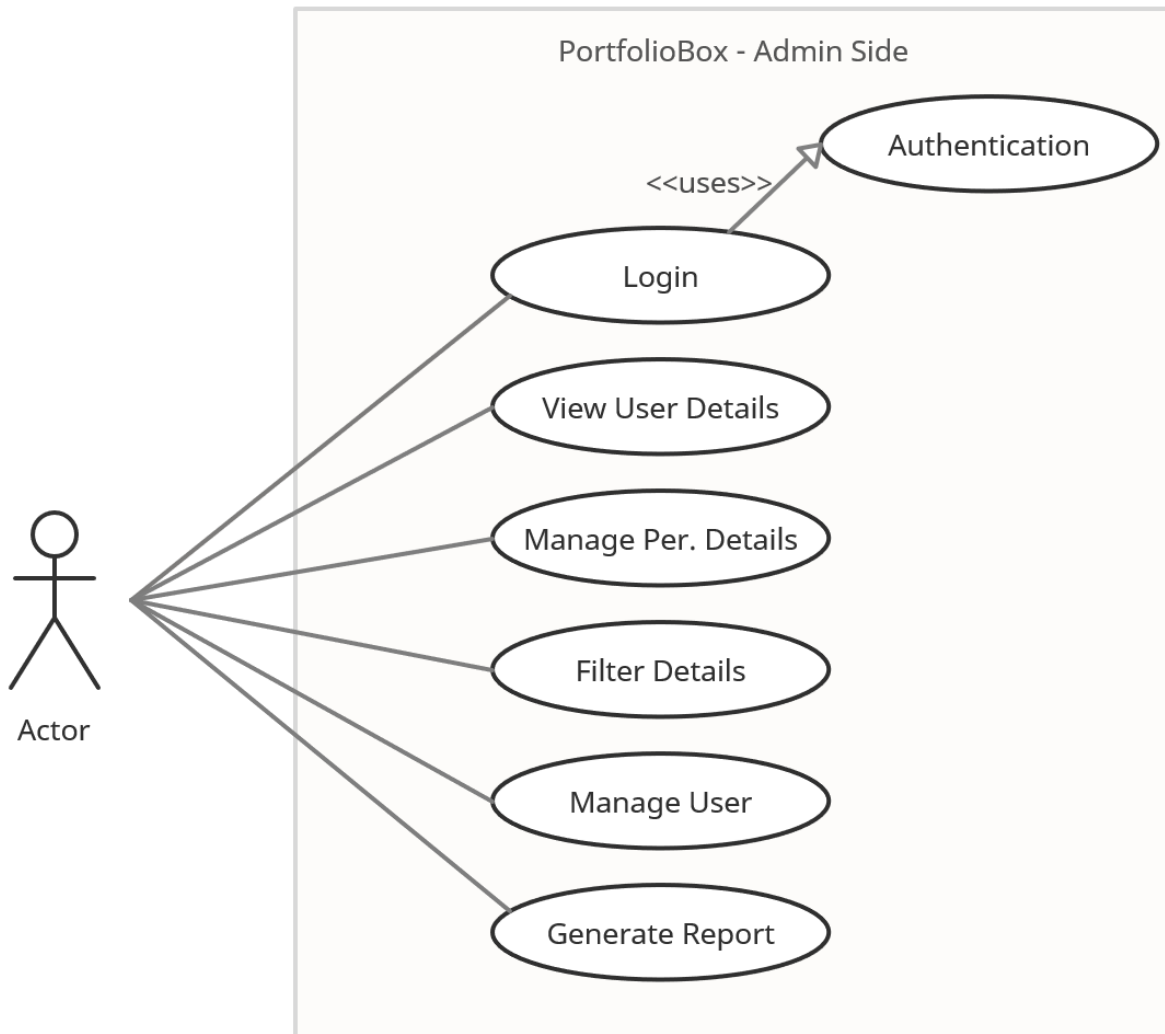 PortfolioBox - Admin Side
Authentication
<<uses>>
Login
View User Details
Manage Per. Details
Filter Details
Actor
Manage User
Generate Report